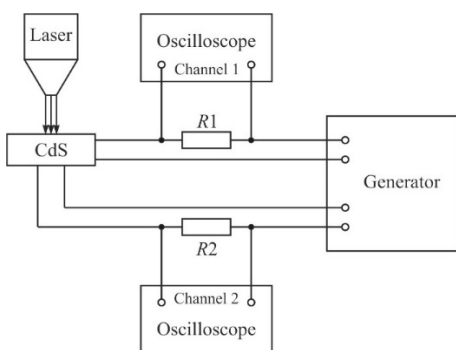 Laser
Oscilloscope
Channel 1
R1
CdS
Generator
R2
Channel 2
Oscilloscope